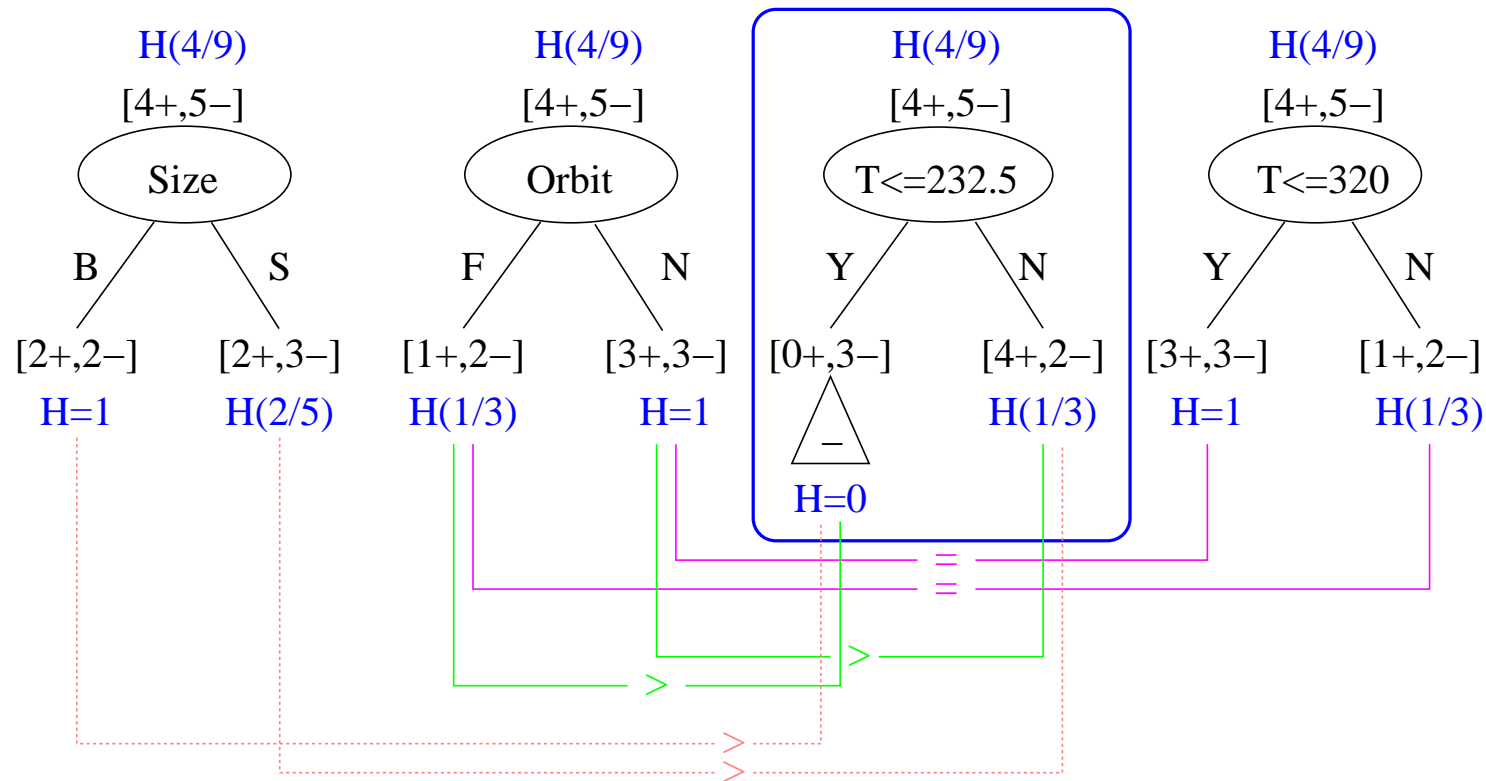 H(4/9) H(4/9) H(4/9) H(4/9)
[4+,5−] [4+,5−] [4+,5−] [4+,5−]
Size Orbit T<=232.5 T<=320
B S F N Y N Y N
[2+,2−] [2+,3−] [1+,2−] [3+,3−] [0+,3−] [4+,2−] [3+,3−] [1+,2−]
H=1 H(2/5) H(1/3) H=1 H(1/3) H=1 H(1/3)
−
H=0
=
=
>
>
>
>